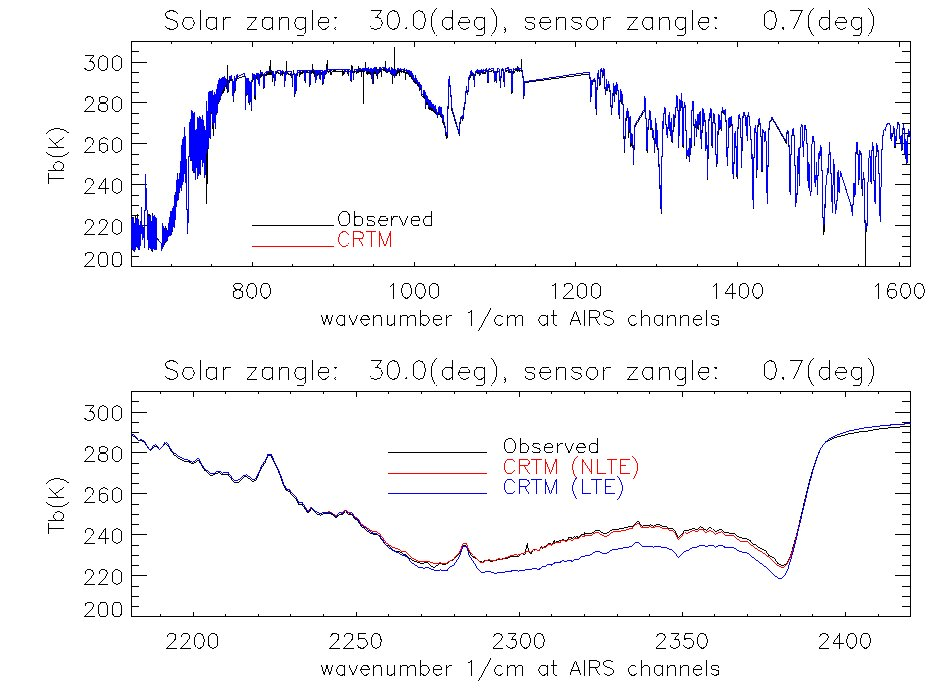 Solar zangle: 30.0(deg), sensor zangle: 0.7(deg)
300
280
260
240
220
200
Tb(K)
Observed
CRTM
800 1000 1200 1400 1600
wavenumber 1/cm at AIRS channels
Solar zangle: 30.0(deg), sensor zangle: 0.7(deg)
300
280
260
240
220
200
Tb(K)
Observed
CRTM (NLTE)
CRTM (LTE)
2200 2250 2300 2350 2400
wavenumber 1/cm at AIRS channels